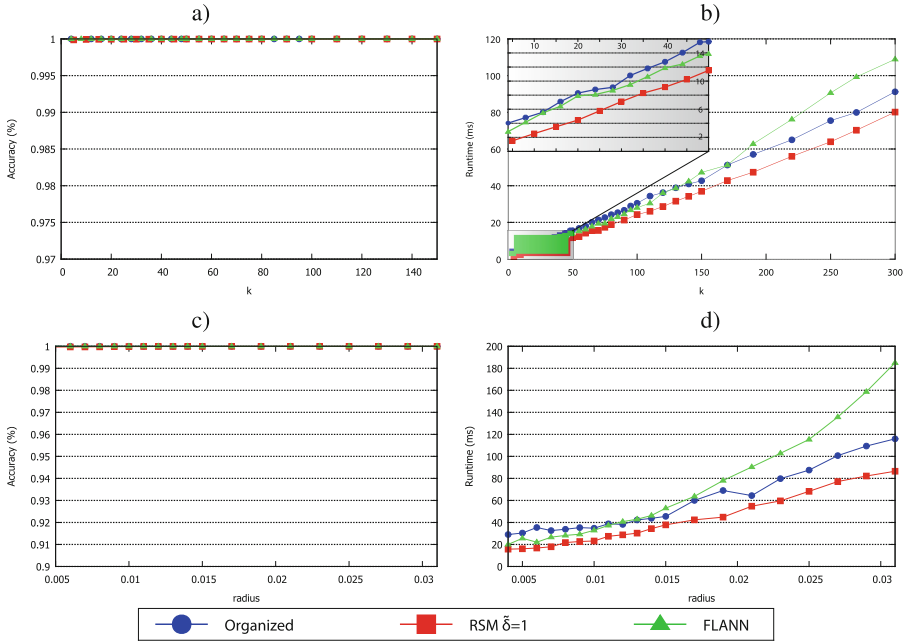 a)
1
0.995
0.99
0.985
0.98
0.975
0.97
Accuracy (%)
0 20 40 60 80 100 120 140
k
b)
120
100
80
60
40
20
0
Runtime (ms)
10 20 30 40
14
10
6
2
0 50 100 150 200 250 300
k
c)
1
0.99
0.98
0.97
0.96
0.95
0.94
0.93
0.92
0.91
0.9
Accuracy (%)
0.005 0.01 0.015 0.02 0.025 0.03
radius
d)
200
180
160
140
120
100
80
60
40
20
0
Runtime (ms)
0.005 0.01 0.015 0.02 0.025 0.03
radius
Organized RSM δ̃=1 FLANN